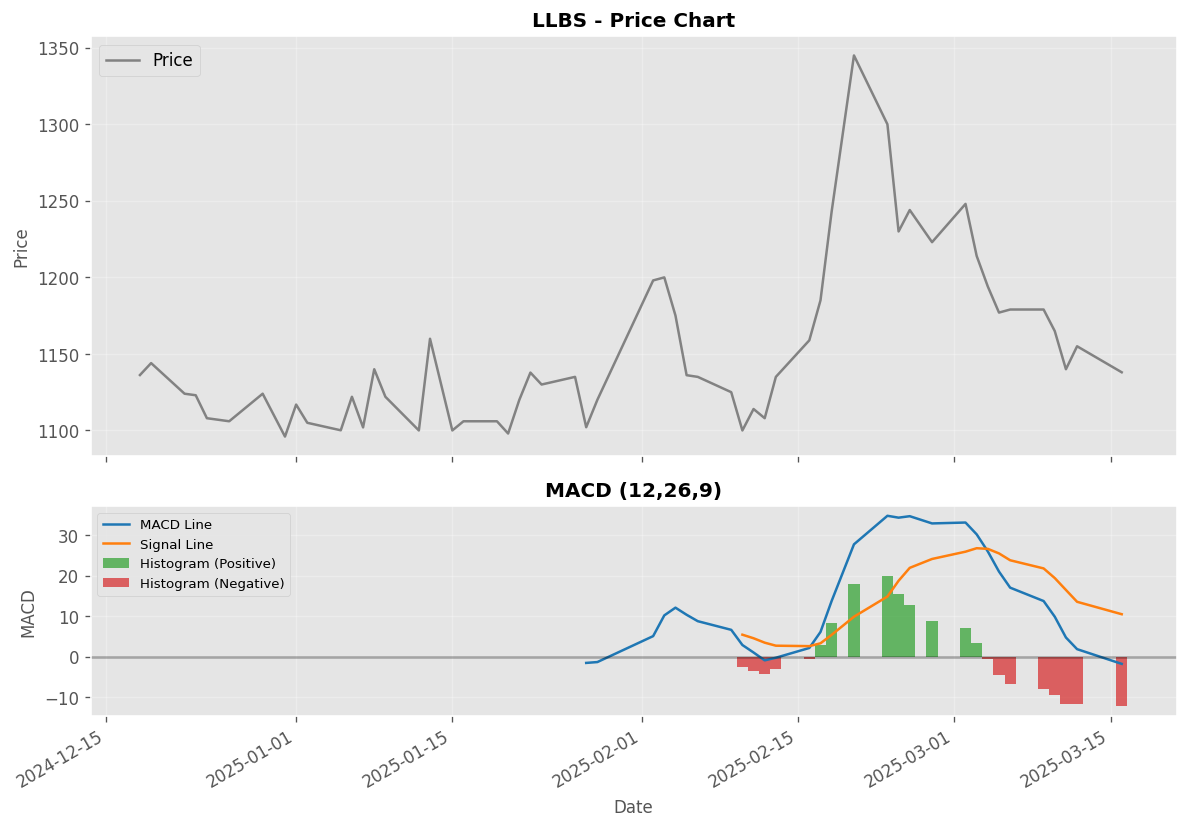 LLBS - Price Chart
Price
1350
1300
1250
1200
1150
1100
Price
MACD (12,26,9)
MACD Line
Signal Line
Histogram (Positive)
Histogram (Negative)
30
20
10
0
−10
MACD
2024-12-15
2025-01-01
2025-01-15
2025-02-01
2025-02-15
2025-03-01
2025-03-15
Date